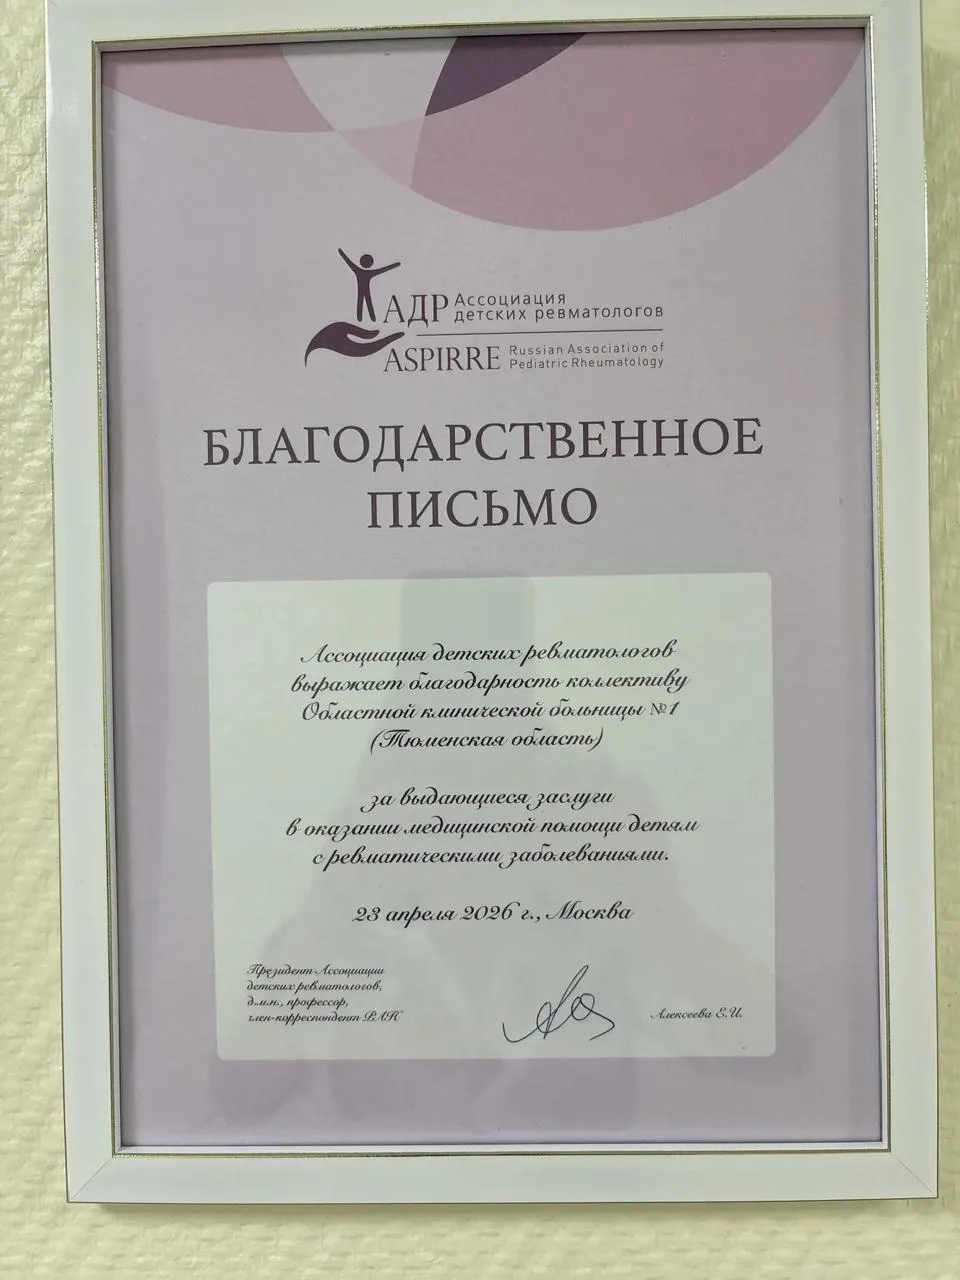 АДР Ассоциация
детских ревматологов
ASPIRRE Russian Association of
Pediatric Rheumatology
БЛАГОДАРСТВЕННОЕ
ПИСЬМО
Ассоциация детских ревматологов
выражает благодарность коллективу
Областной клинической больницы №1
(Тюменская область)
за выдающиеся заслуги
в оказании медицинской помощи детям
с ревматическими заболеваниями.
23 апреля 2026 г., Москва
Президент Ассоциации
детских ревматологов,
д.м.н., профессор,
член-корреспондент РАН
Алексеева Е.И.